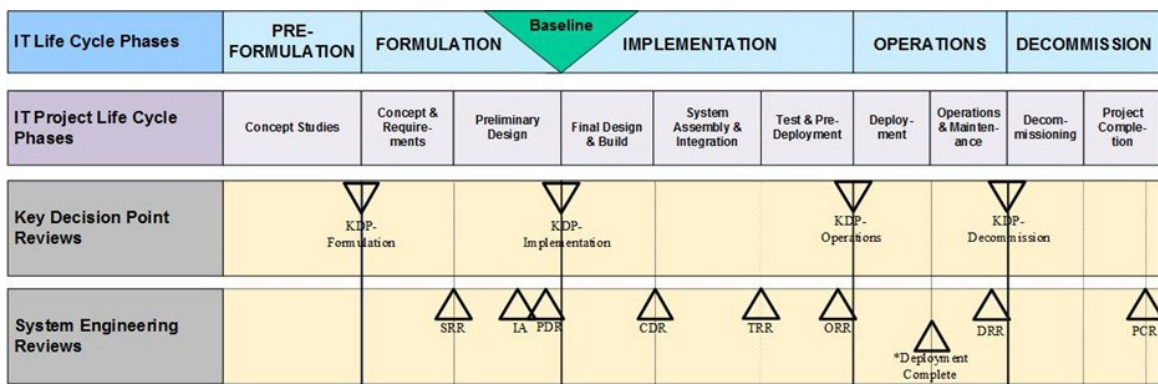 Baseline
IT Life Cycle Phases
PRE-
FORMULATION
FORMULATION
IMPLEMENTATION
OPERATIONS
DECOMMISSION
IT Project Life Cycle
Phases
Concept Studies
Concept &
Require-
ments
Preliminary
Design
Final Design
& Build
System
Assembly &
Integration
Test & Pre-
Deployment
Deploy-
ment
Operations
& Mainten-
ance
Decom-
missioning
Project
Comple-
tion
Key Decision Point
Reviews
KDP-
Formulation
KDP-
Implementation
KDP-
Operations
KDP-
Decommission
System Engineering
Reviews
SRR
IA
PDR
CDR
TRR
ORR
*Deployment
Complete
DRR
PCR